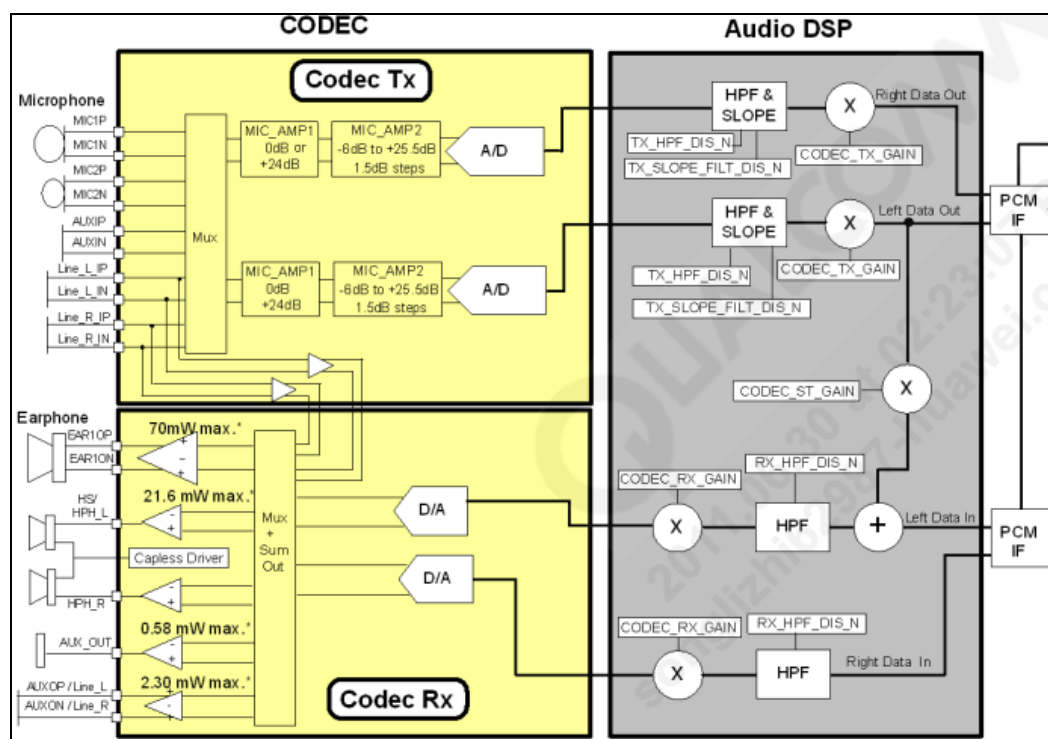 CODEC
Audio DSP
Codec Tx
Microphone
MIC1P
MIC1N
MIC2P
MIC2N
AUXIP
AUXIN
Line_L_IP
Line_L_IN
Line_R_IP
Line_R_IN
Mux
MIC_AMP1
0dB or
+24dB
MIC_AMP2
-6dB to +25.5dB
1.5dB steps
A/D
MIC_AMP1
0dB
+24dB
MIC_AMP2
-6dB to +25.5dB
1.5dB steps
A/D
HPF &
SLOPE
X
Right Data Out
TX_HPF_DIS_N
TX_SLOPE_FILT_DIS_N
CODEC_TX_GAIN
HPF &
SLOPE
X
Left Data Out
TX_HPF_DIS_N
CODEC_TX_GAIN
TX_SLOPE_FILT_DIS_N
PCM
IF
CODEC_ST_GAIN
X
Earphone
EAR1OP
EAR1ON
HS/
HPH_L
Capless Driver
HPH_R
AUX_OUT
AUXOP /Line_L
AUXON /Line_R
70mW max.*
+
-
+
21.6 mW max.*
-
+
-
+
0.58 mW max.*
+
-
2.30 mW max.*
-
+
Mux
+
Sum
Out
D/A
D/A
Codec Rx
CODEC_RX_GAIN
RX_HPF_DIS_N
X
HPF
+
Left Data In
PCM
IF
CODEC_RX_GAIN
RX_HPF_DIS_N
X
HPF
Right Data In
QUALCOMM